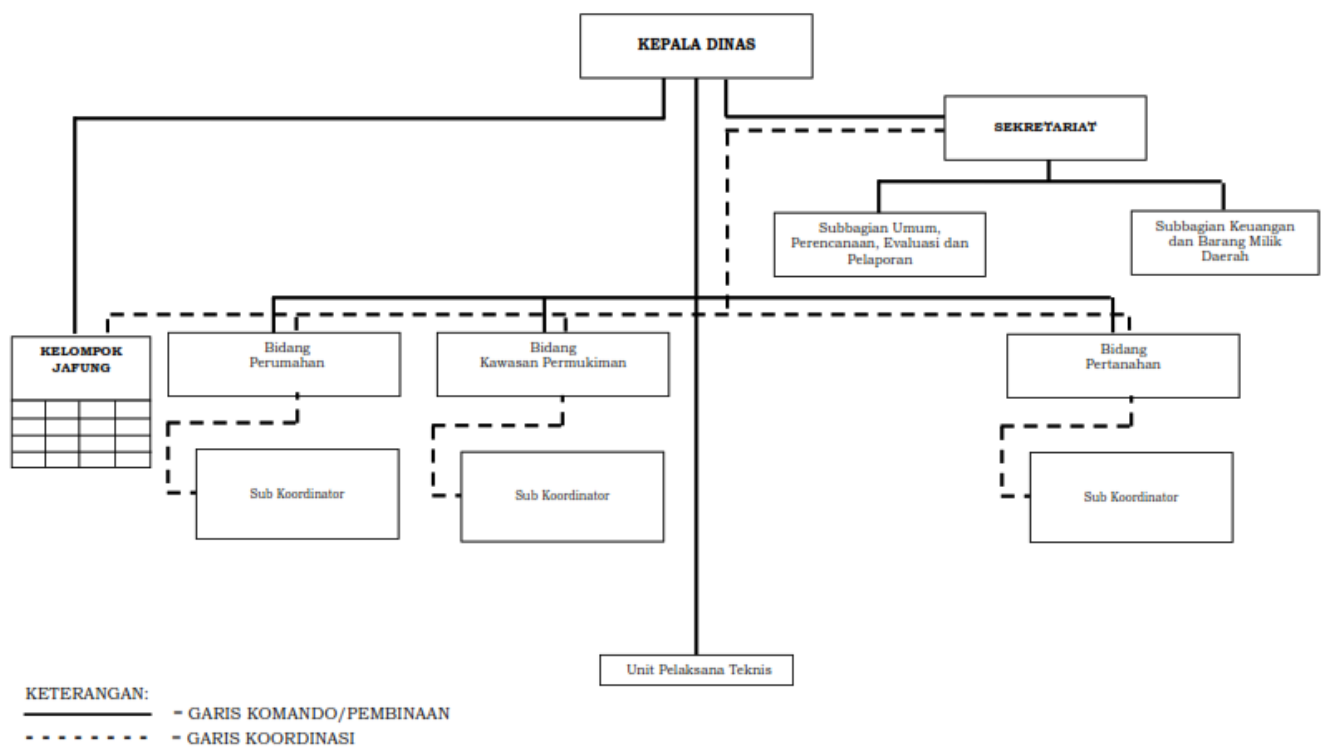 KEPALA DINAS
SEKRETARIAT
Subbagian Umum,
Perencanaan, Evaluasi dan
Pelaporan
Subbagian Keuangan
dan Barang Milik
Daerah
KELOMPOK
JAFUNG
Bidang
Perumahan
Bidang
Kawasan Permukiman
Bidang
Pertanahan
Sub Koordinator
Sub Koordinator
Sub Koordinator
Unit Pelaksana Teknis
KETERANGAN:
= GARIS KOMANDO/PEMBINAAN
= GARIS KOORDINASI